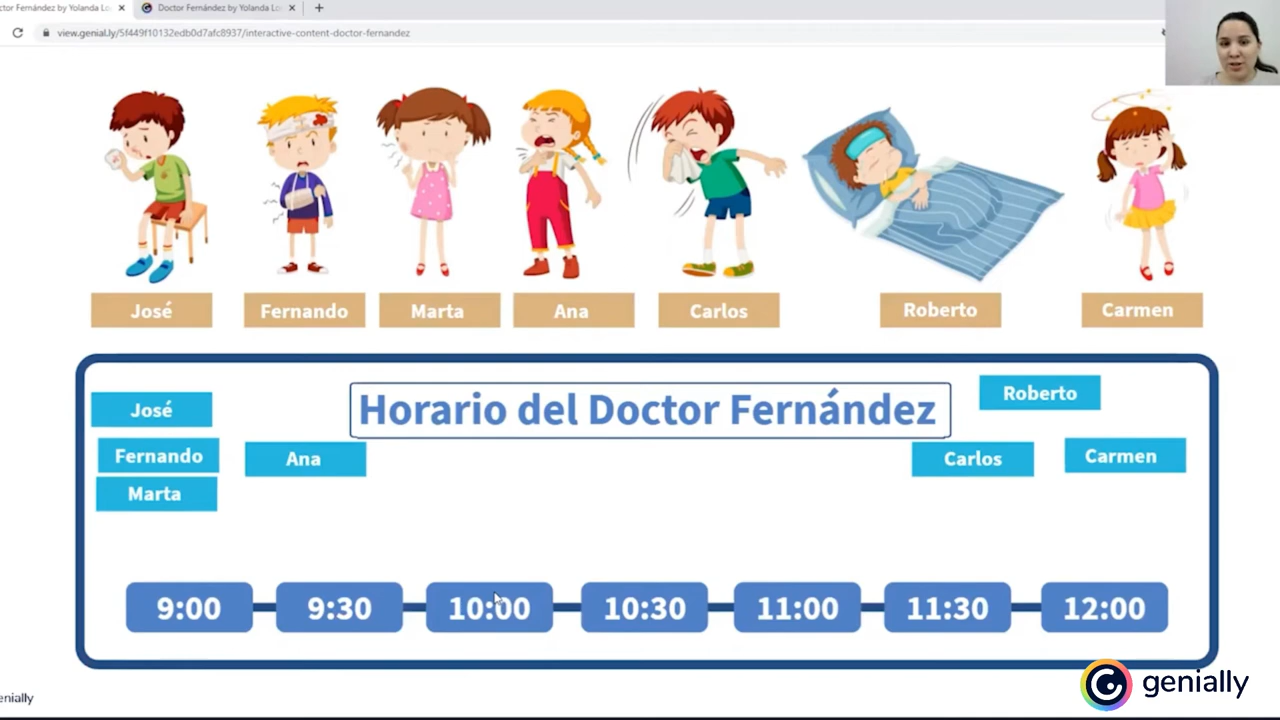 ctor Fernández by Yolanda Lo
Doctor Fernández by Yolanda Lo
view.genial.ly/5f449f10132edb0d7afc8937/interactive-content-doctor-fernandez
José
Fernando
Marta
Ana
Carlos
Roberto
Carmen
Horario del Doctor Fernández
José
Fernando
Marta
Ana
Roberto
Carlos
Carmen
9:00
9:30
10:00
10:30
11:00
11:30
12:00
enially
genially